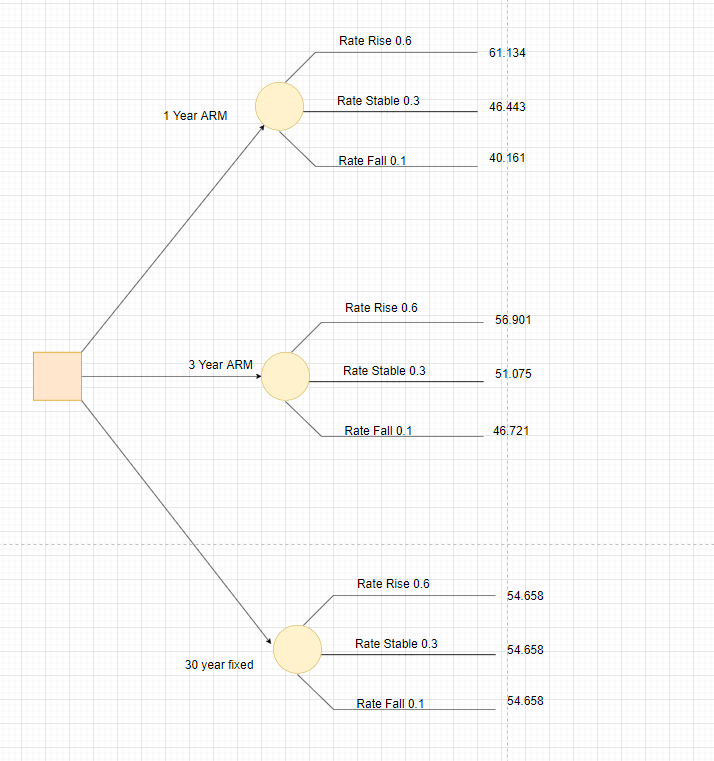 Rate Rise 0.6
61.134
Rate Stable 0.3
46.443
1 Year ARM
Rate Fall 0.1
40.161
Rate Rise 0.6
56.901
3 Year ARM
Rate Stable 0.3
51.075
Rate Fall 0.1
46.721
Rate Rise 0.6
54.658
Rate Stable 0.3
54.658
30 year fixed
Rate Fall 0.1
54.658